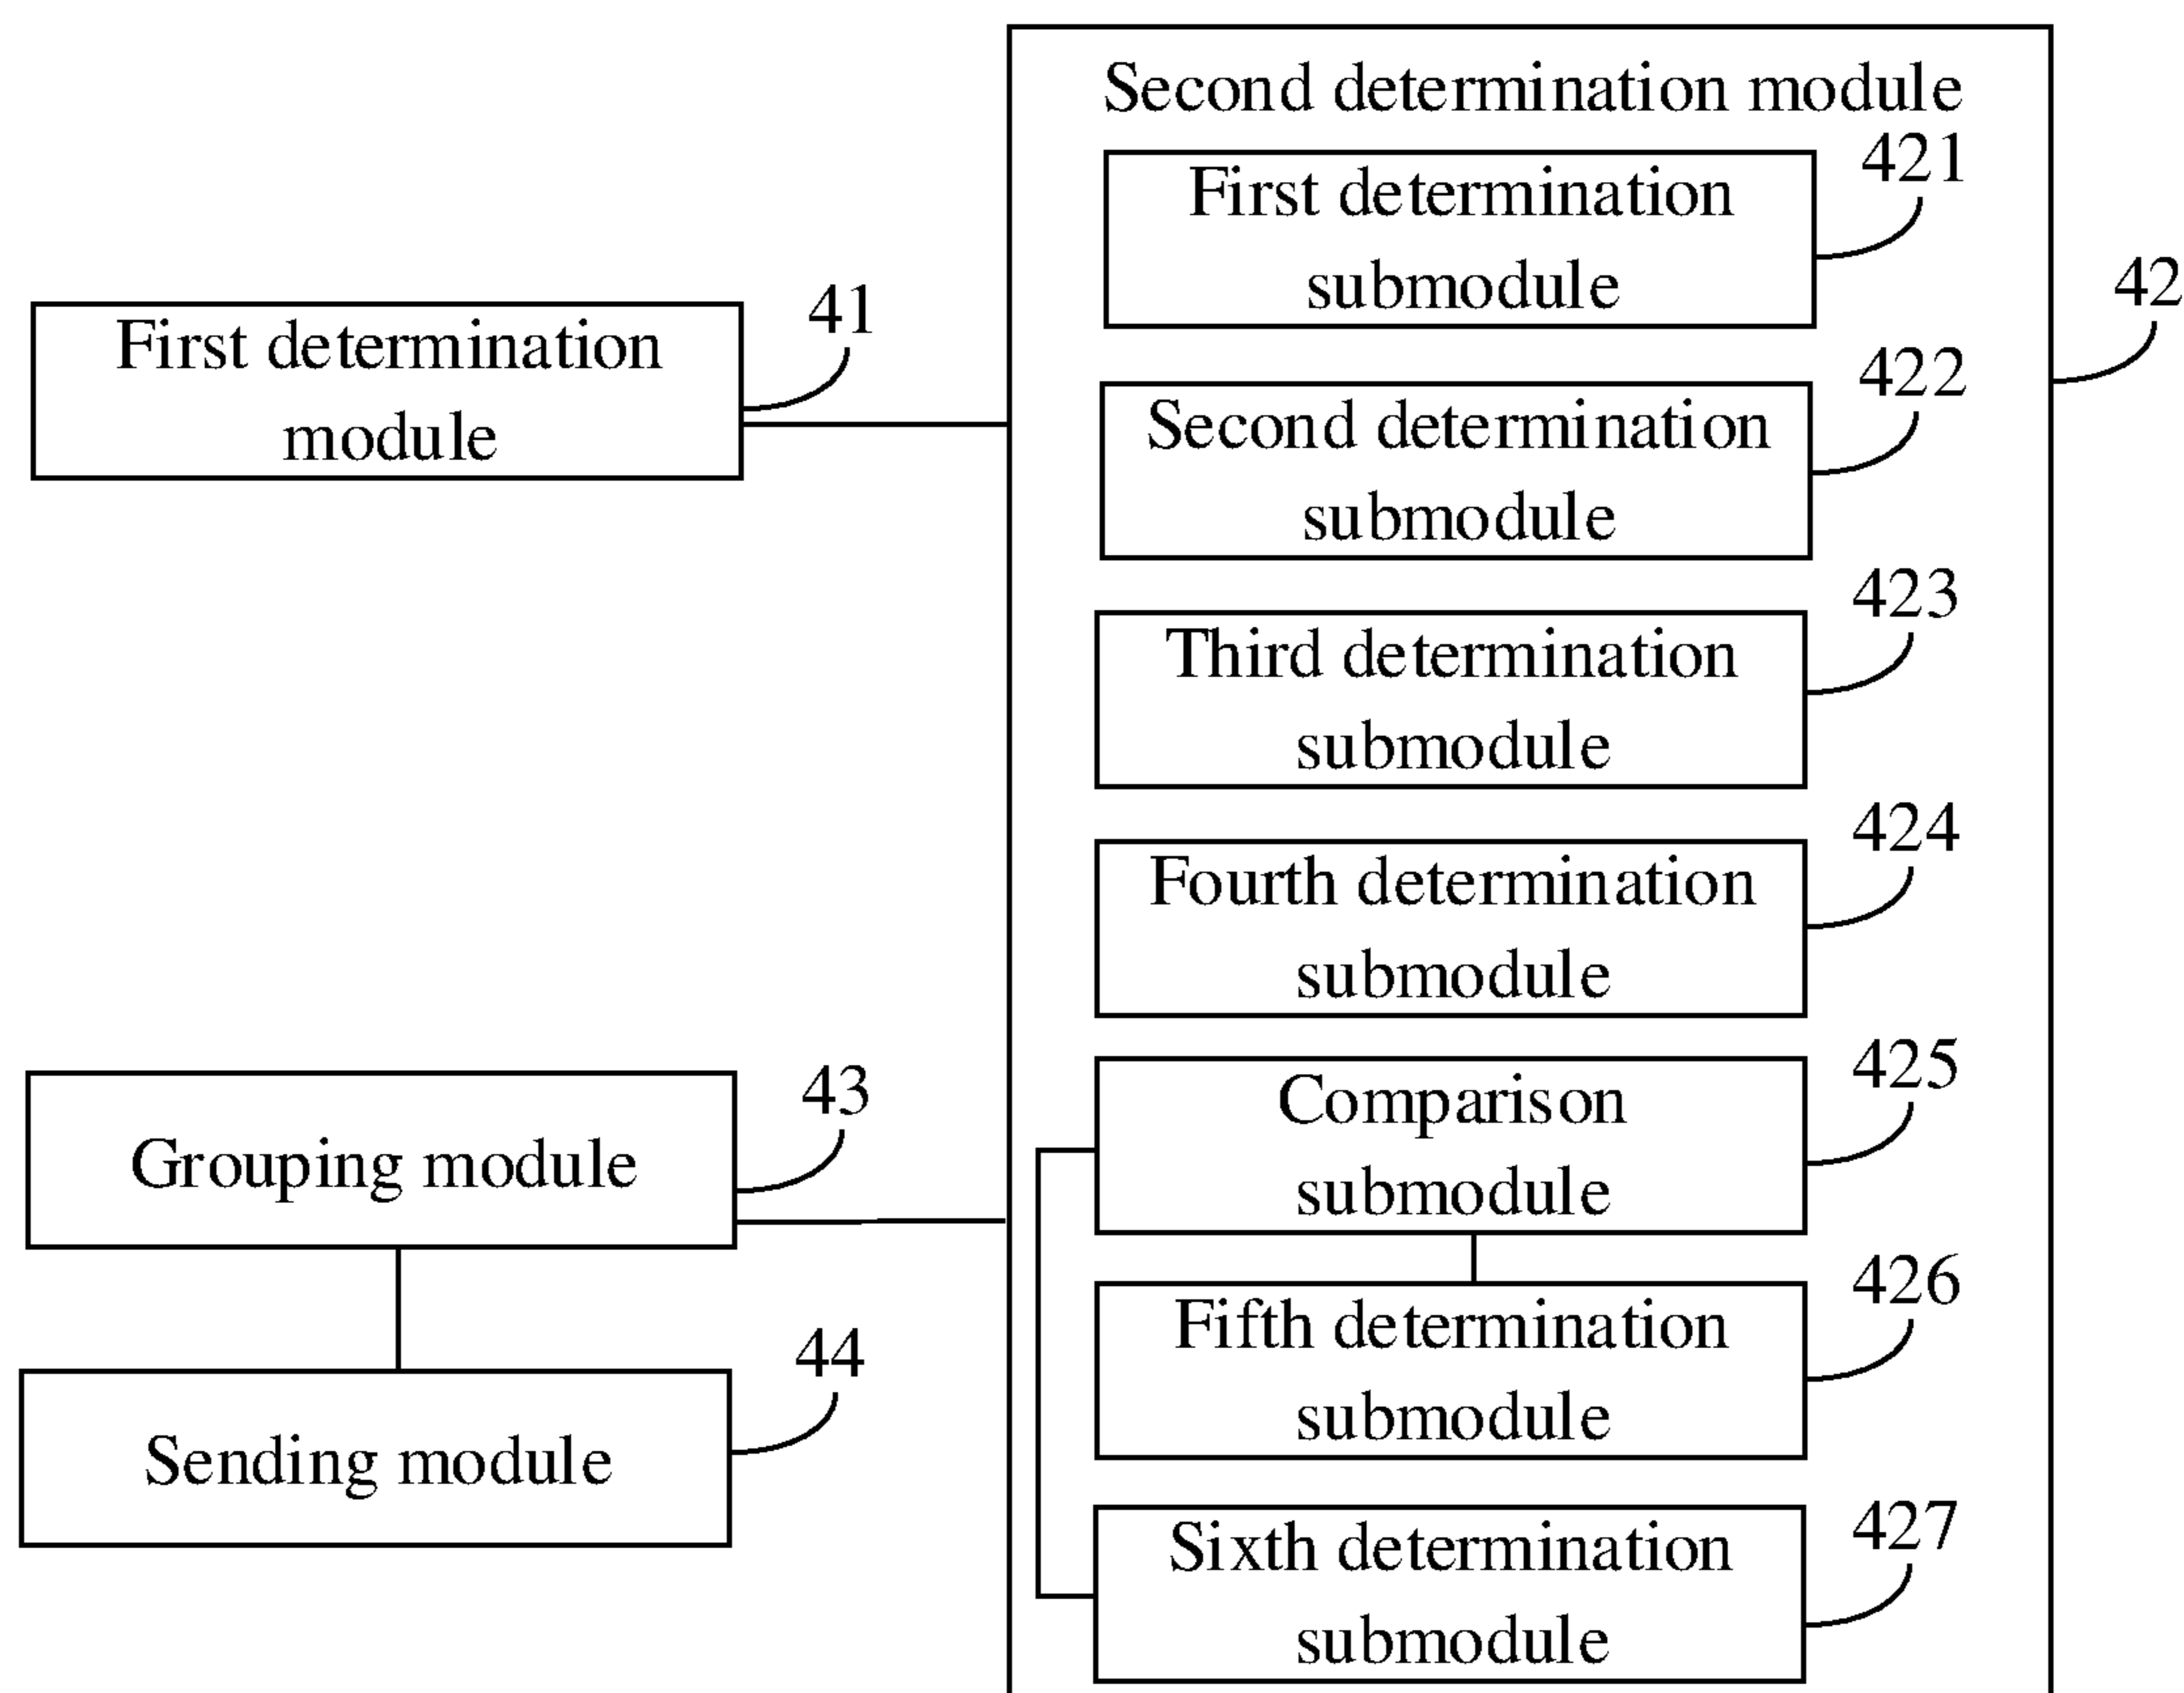 Second determination module
First determination
submodule
421
Second determination
submodule
422
Third determination
submodule
423
Fourth determination
submodule
424
Comparison
submodule
425
Fifth determination
submodule
426
Sixth determination
submodule
427
42
First determination
module
41
Grouping module
43
Sending module
44